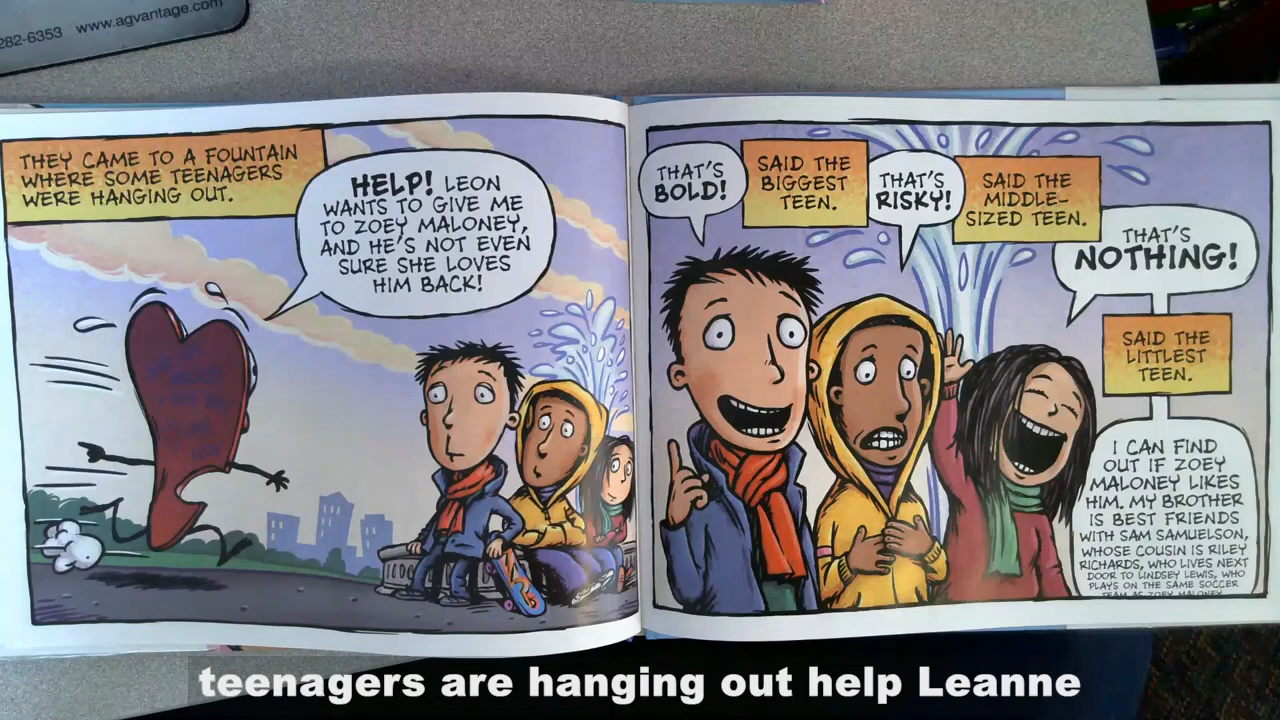 282-6353 www.agvantage.com
THEY CAME TO A FOUNTAIN
WHERE SOME TEENAGERS
WERE HANGING OUT.
HELP! LEON
WANTS TO GIVE ME
TO ZOEY MALONEY,
AND HE'S NOT EVEN
SURE SHE LOVES
HIM BACK!
THAT'S
BOLD!
SAID THE
BIGGEST
TEEN.
THAT'S
RISKY!
SAID THE
MIDDLE-
SIZED TEEN.
THAT'S
NOTHING!
SAID THE
LITTLEST
TEEN.
I CAN FIND
OUT IF ZOEY
MALONEY LIKES
HIM. MY BROTHER
IS BEST FRIENDS
WITH SAM SAMUELSON,
WHOSE COUSIN IS RILEY
RICHARDS, WHO LIVES NEXT
DOOR TO LINDSEY LEWIS, WHO
PLAYS ON THE SAME SOCCER
TEAM AS ZOEY MALONEY
teenagers are hanging out help Leanne